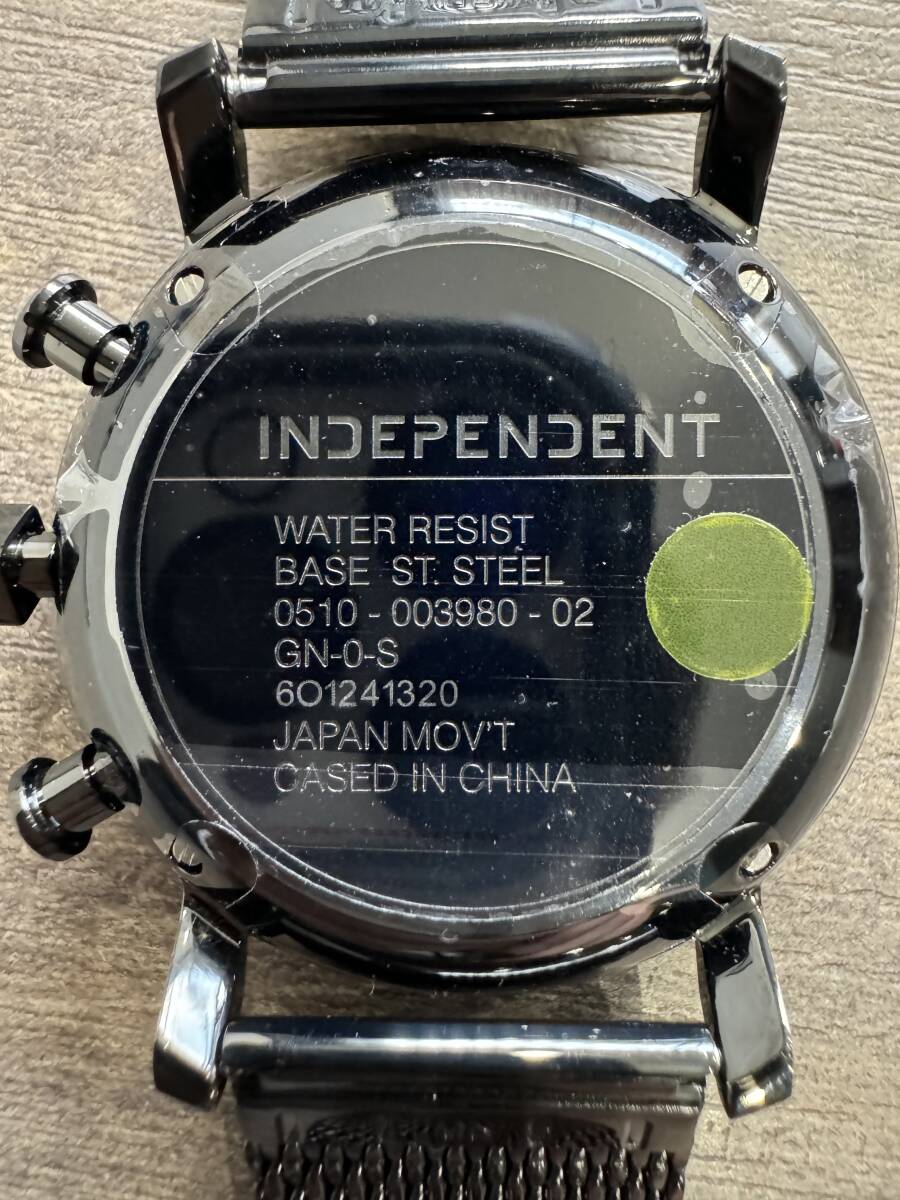 INDEPENDENT
WATER RESIST
BASE ST. STEEL
0510 - 003980 - 02
GN-0-S
6O1241320
JAPAN MOV'T
CASED IN CHINA